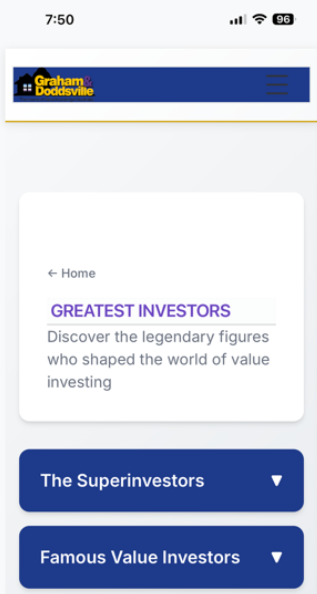 7:50
96
Graham&
Doddsville
← Home
GREATEST INVESTORS
Discover the legendary figures
who shaped the world of value
investing
The Superinvestors ▼
Famous Value Investors ▼